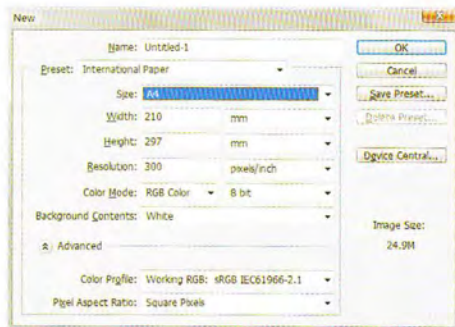 New
Name: Untitled-1
OK
Preset: International Paper
Cancel
Size: A4
Save Preset...
Width: 210 mm
Delete Preset...
Height: 297 mm
Resolution: 300 pixels/inch
Device Central...
Color Mode: RGB Color 8 bit
Background Contents: White
Image Size:
24.9M
Advanced
Color Profile: Working RGB: sRGB IEC61966-2.1
Pixel Aspect Ratio: Square Pixels